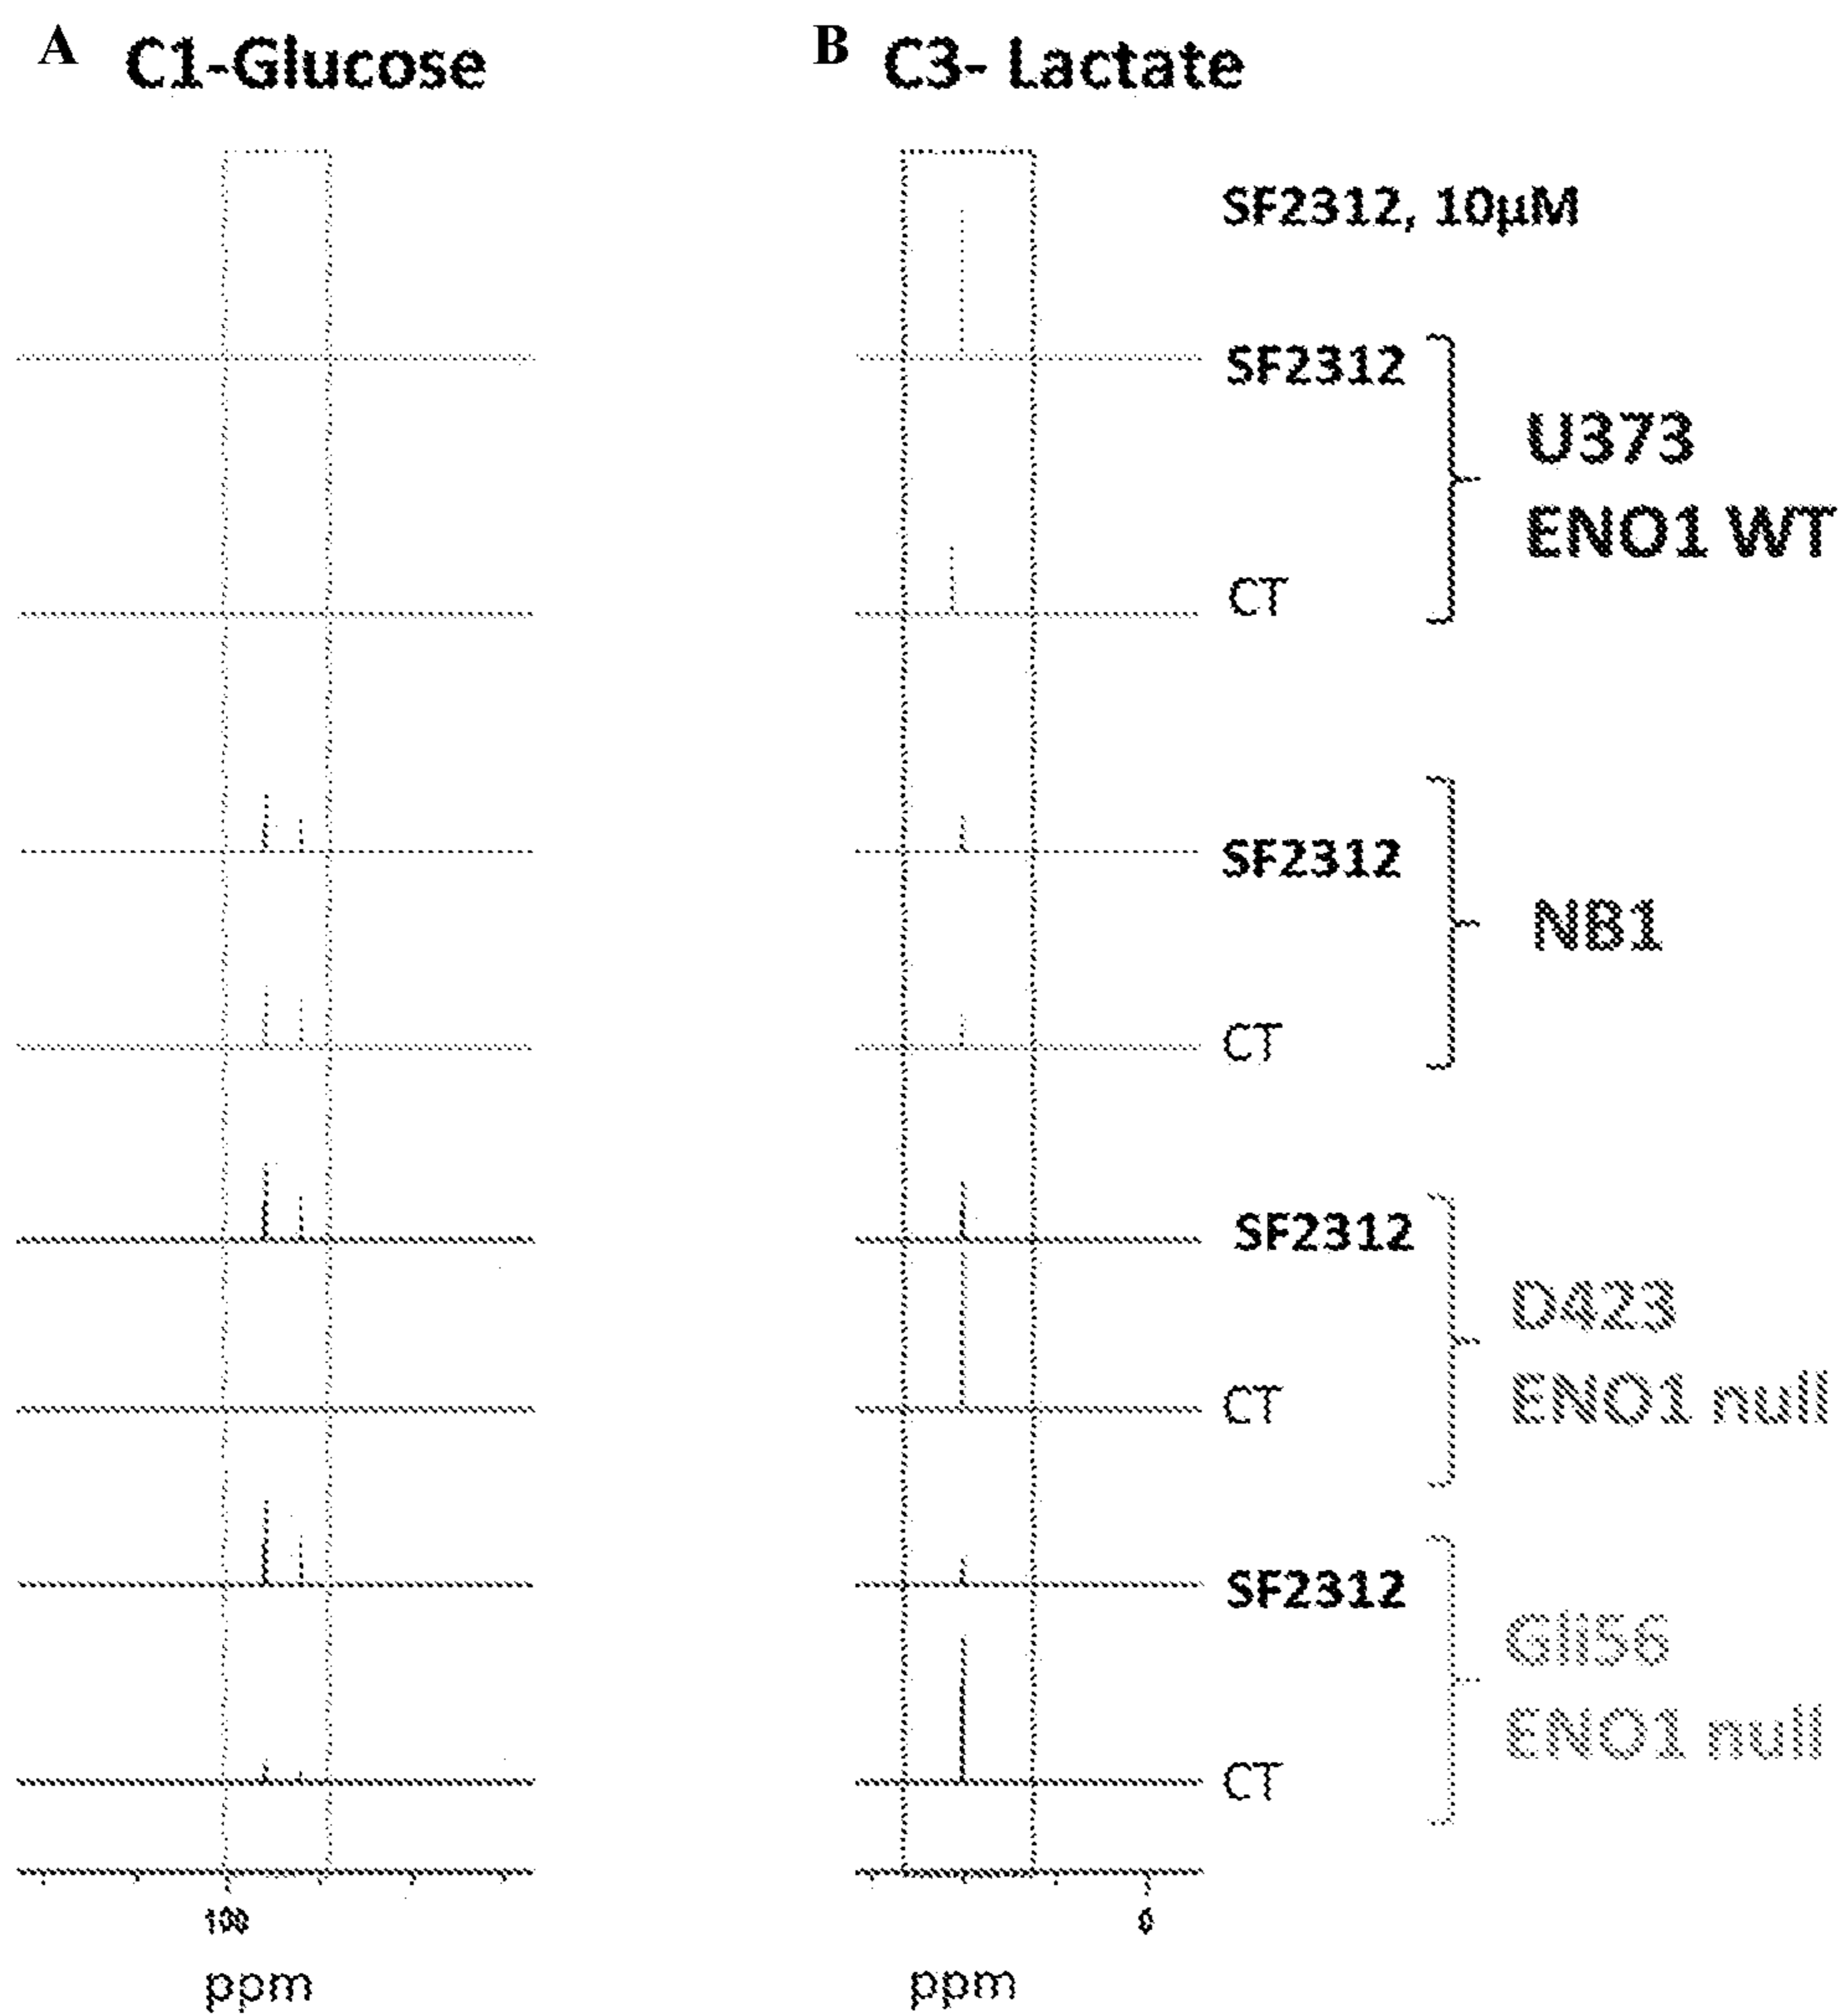 A C1-Glucose
B C3- Lactate
SF2312, 10µM
SF2312
U373
ENO1 WT
CT
SF2312
NB1
CT
SF2312
D423
ENO1 null
CT
SF2312
Gli56
ENO1 null
CT
100
0
ppm
ppm